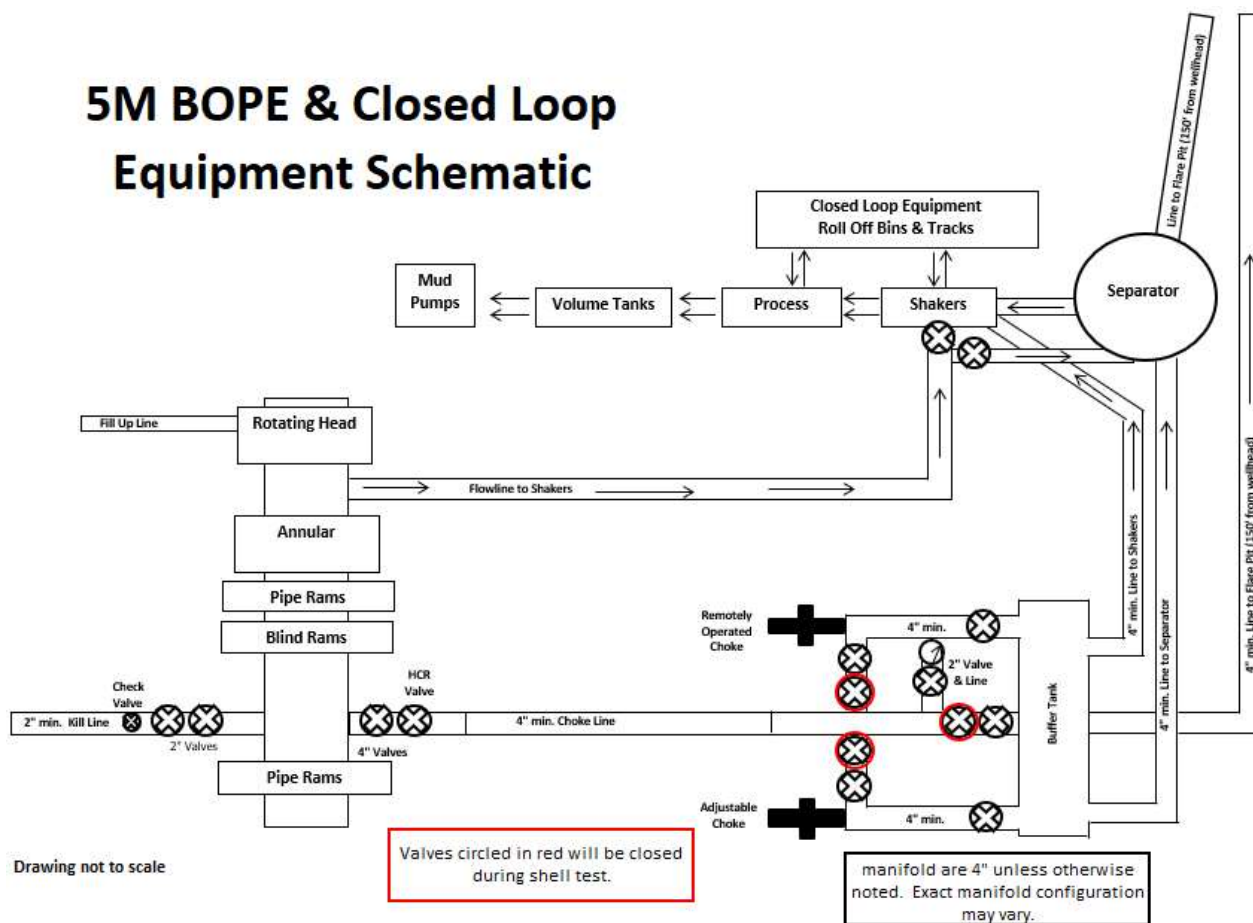 5M BOPE & Closed Loop
Equipment Schematic
Line to Flare Pit (150' from wellhead)
Closed Loop Equipment
Roll Off Bins & Tracks
Mud
Pumps
Volume Tanks
Process
Shakers
Separator
Fill Up Line
Rotating Head
Flowline to Shakers
Annular
Pipe Rams
Blind Rams
Check
Valve
2" min. Kill Line
2" Valves
HCR
Valve
4" Valves
4" min. Choke Line
Pipe Rams
Remotely
Operated
Choke
4" min.
2" Valve
& Line
Buffer Tank
Adjustable
Choke
4" min.
4" min. Line to Shakers
4" min. Line to Separator
4" min. Line to Flare Pit (150' from wellhead)
Drawing not to scale
Valves circled in red will be closed
during shell test.
manifold are 4" unless otherwise
noted. Exact manifold configuration
may vary.